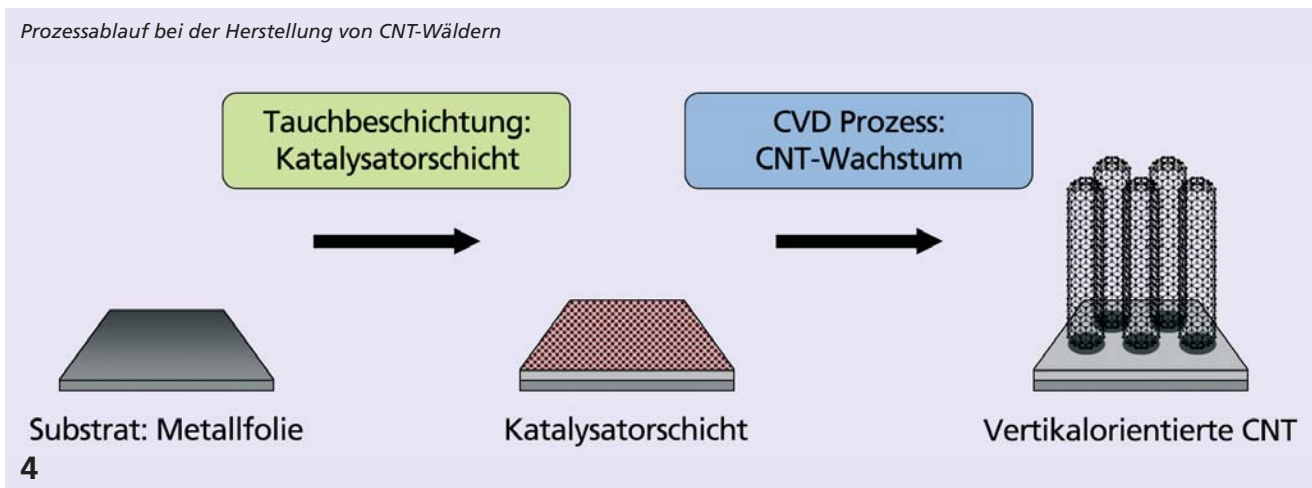 Prozessablauf bei der Herstellung von CNT-Wäldern
Tauchbeschichtung:
Katalysatorschicht
CVD Prozess:
CNT-Wachstum
Substrat: Metallfolie
Katalysatorschicht
Vertikalorientierte CNT
4